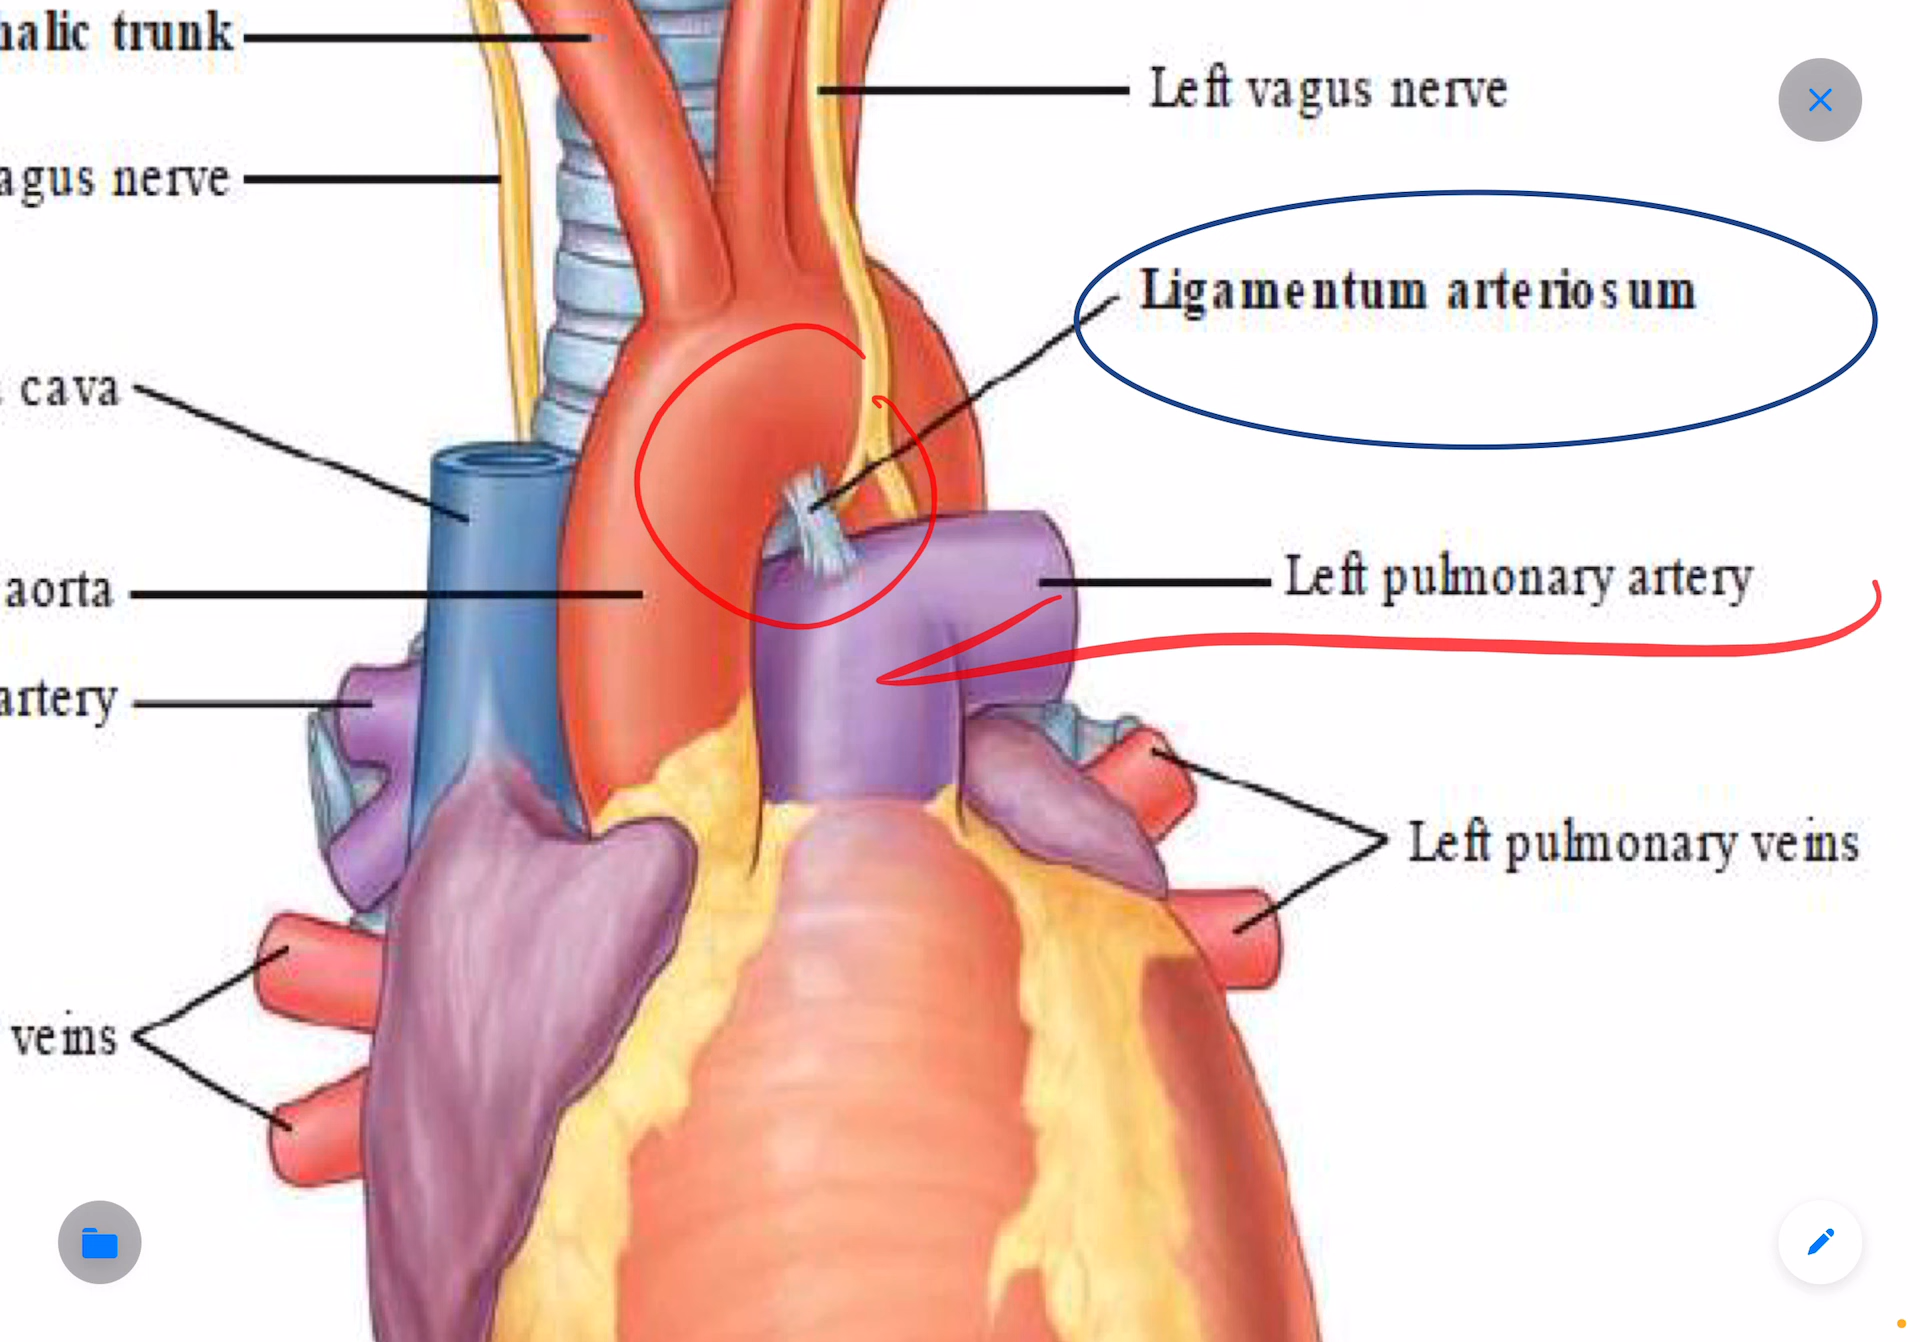 halic trunk
Left vagus nerve
agus nerve
Ligamentum arteriosum
cava
Left pulmonary artery
aorta
artery
Left pulmonary veins
veins